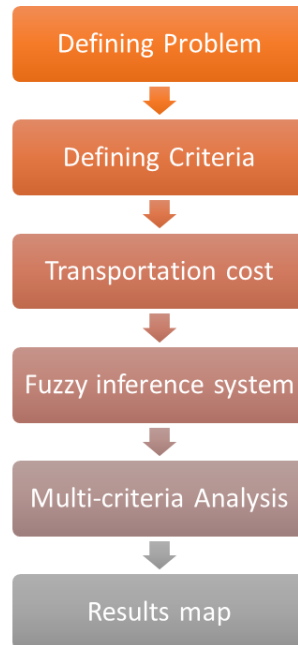 Defining Problem
Defining Criteria
Transportation cost
Fuzzy inference system
Multi-criteria Analysis
Results map